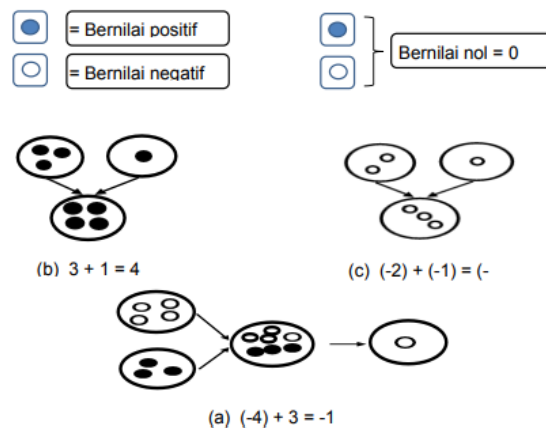 = Bernilai positif
= Bernilai negatif
Bernilai nol = 0
(b) 3 + 1 = 4
(c) (-2) + (-1) = (-
(a) (-4) + 3 = -1